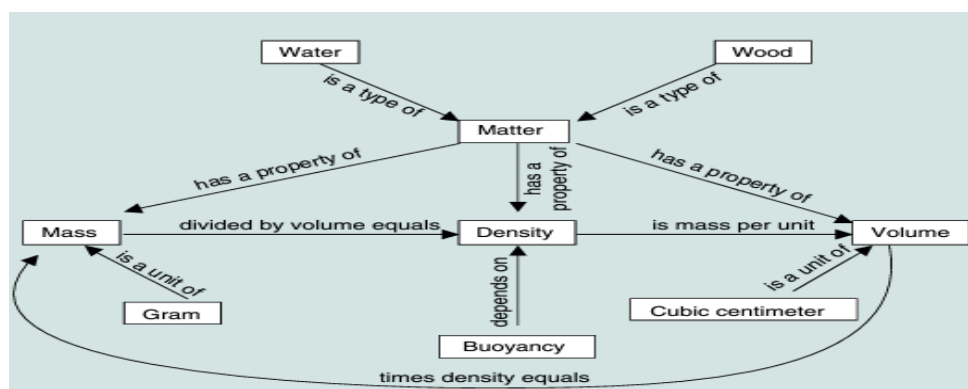 Water
Wood
is a type of
is a type of
Matter
has a property of
has a
property of
has a property of
Mass
divided by volume equals
Density
is mass per unit
Volume
is a unit of
depends on
is a unit of
Gram
Cubic centimeter
Buoyancy
times density equals